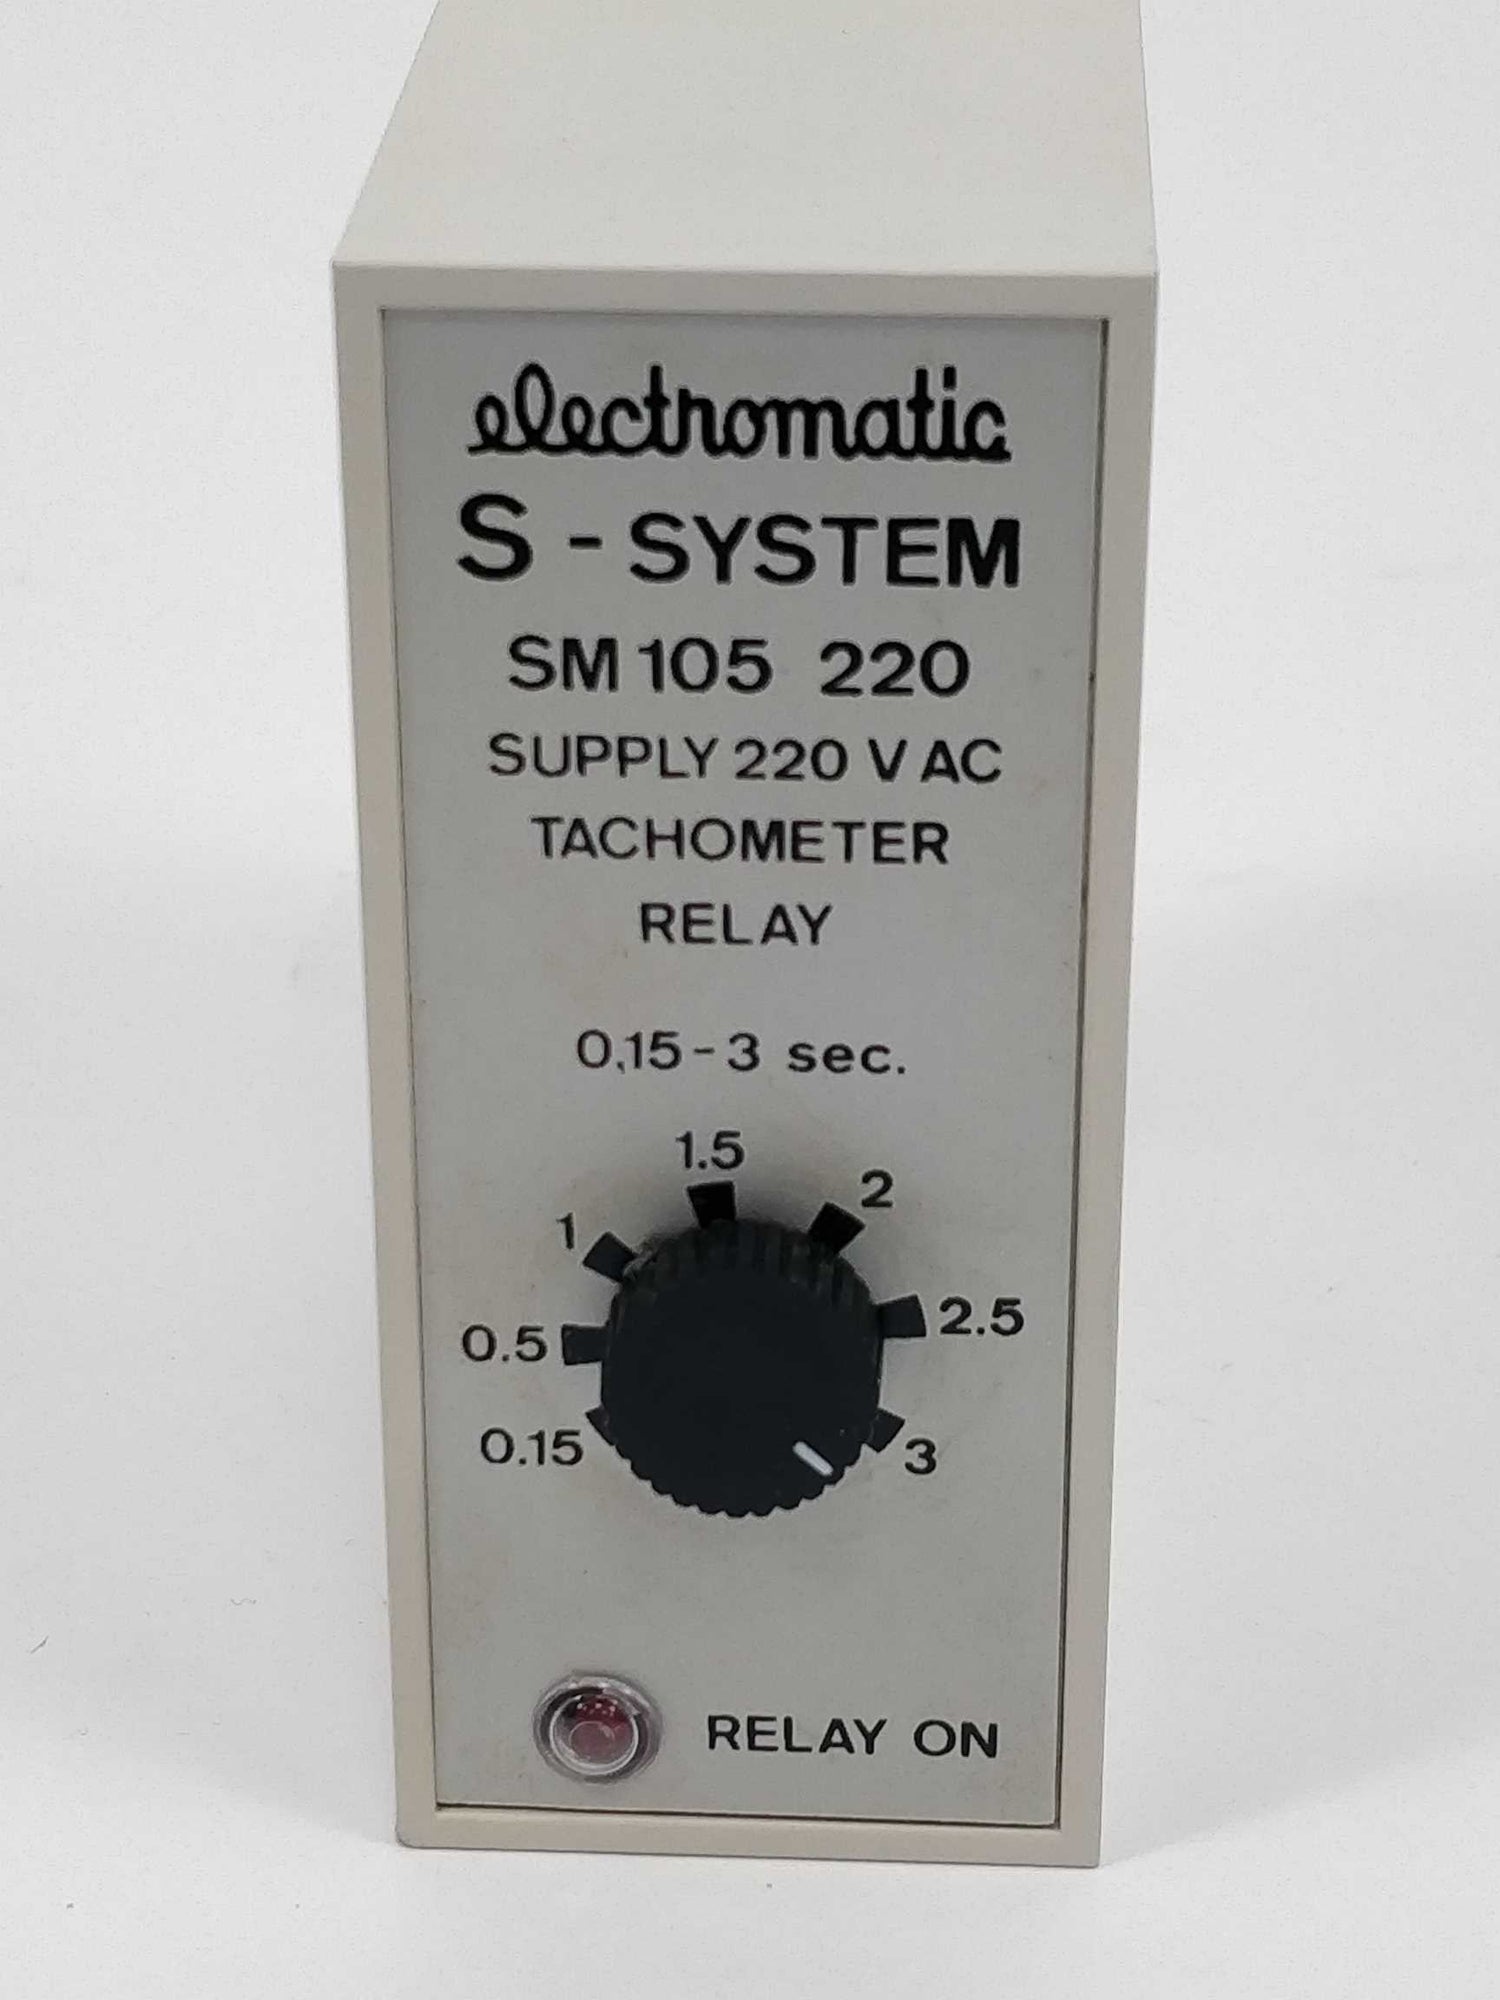 electromatic
S - SYSTEM
SM 105 220
SUPPLY 220 V AC
TACHOMETER
RELAY
0,15 - 3 sec.
1.5
2
1
2.5
0.5
0.15
3
RELAY ON